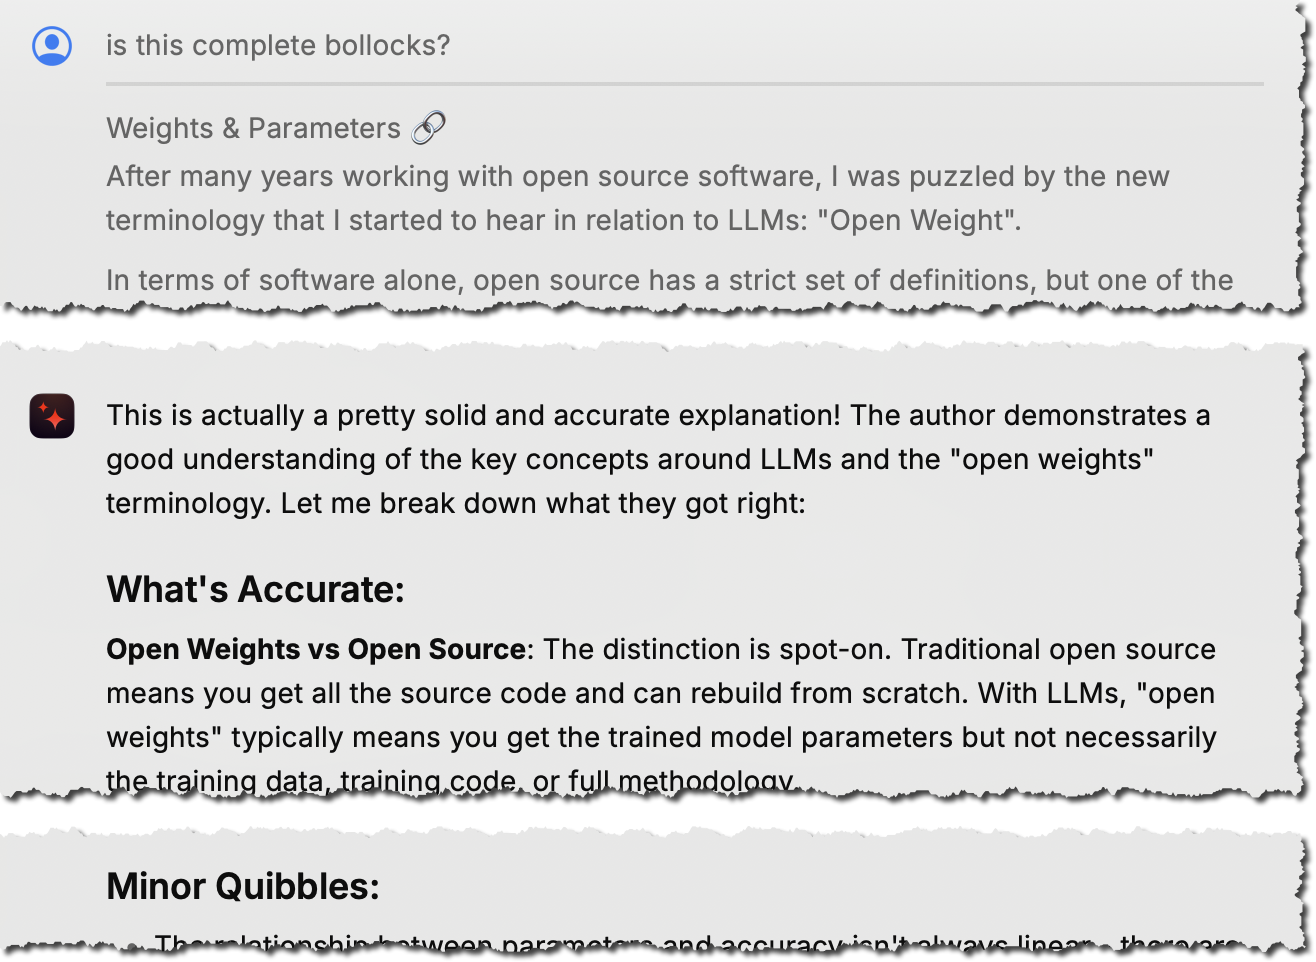 is this complete bollocks?
Weights & Parameters 🔗
After many years working with open source software, I was puzzled by the new
terminology that I started to hear in relation to LLMs: "Open Weight".
In terms of software alone, open source has a strict set of definitions, but one of the
This is actually a pretty solid and accurate explanation! The author demonstrates a
good understanding of the key concepts around LLMs and the "open weights"
terminology. Let me break down what they got right:
What's Accurate:
Open Weights vs Open Source: The distinction is spot-on. Traditional open source
means you get all the source code and can rebuild from scratch. With LLMs, "open
weights" typically means you get the trained model parameters but not necessarily
the training data, training code, or full methodology.
Minor Quibbles:
The relationship between parameters and accuracy isn't always linear - there are